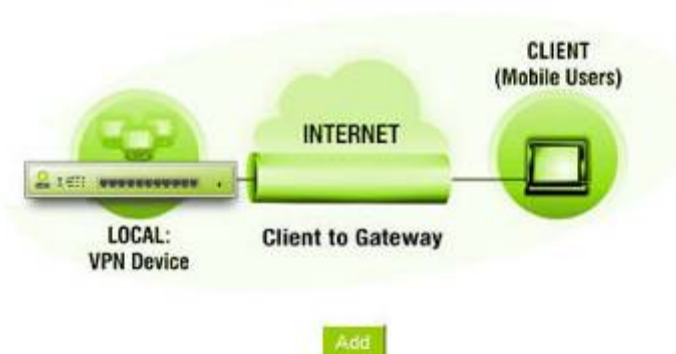 CLIENT
(Mobile Users)
INTERNET
LOCAL:
VPN Device
Client to Gateway
Add